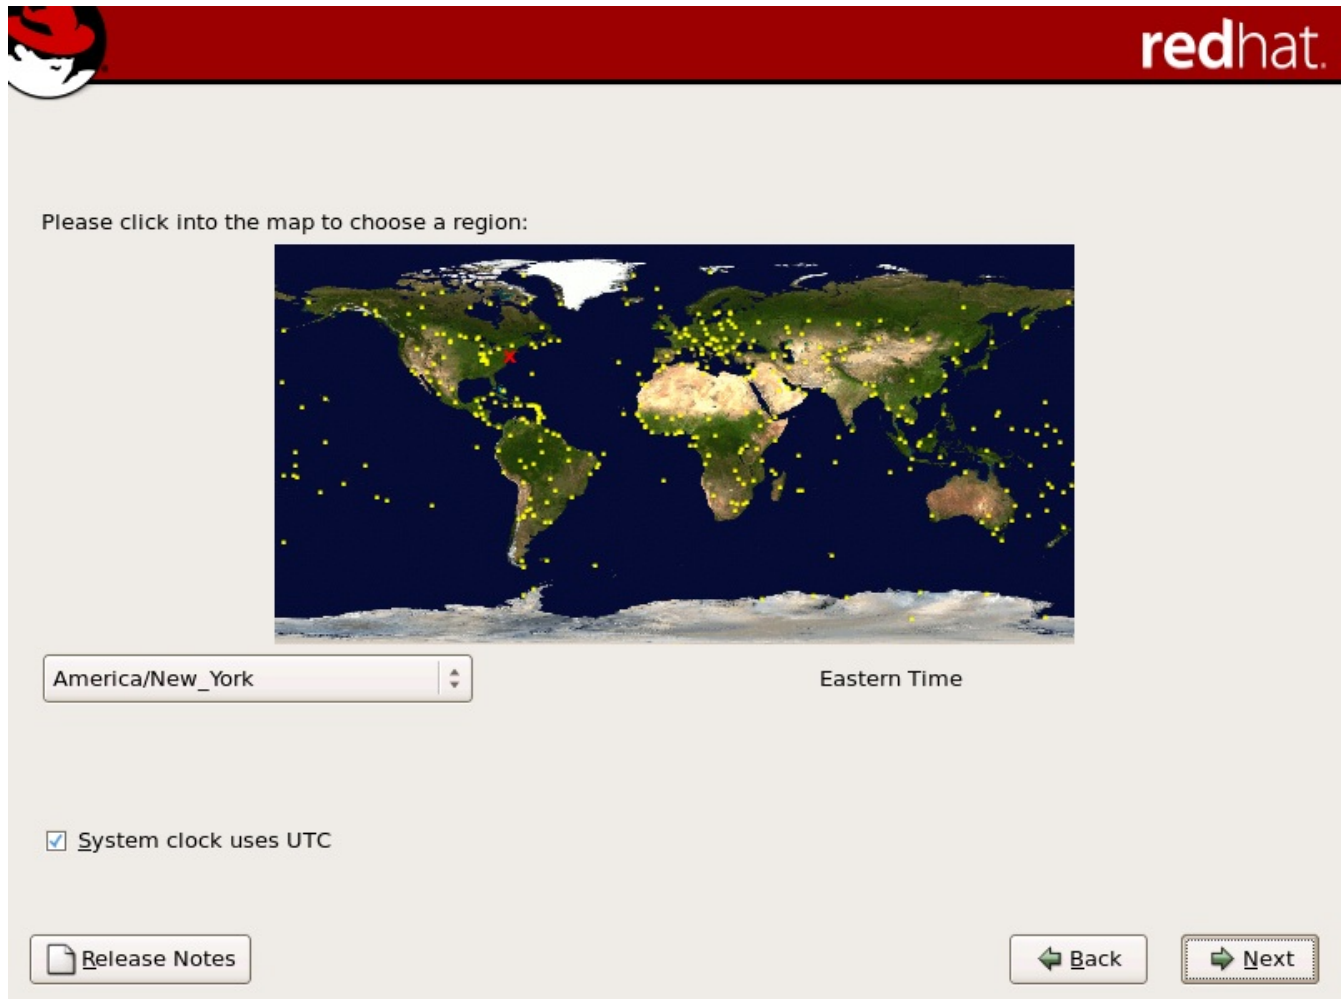 redhat.
Please click into the map to choose a region:
America/New_York
Eastern Time
System clock uses UTC
Release Notes
Back
Next